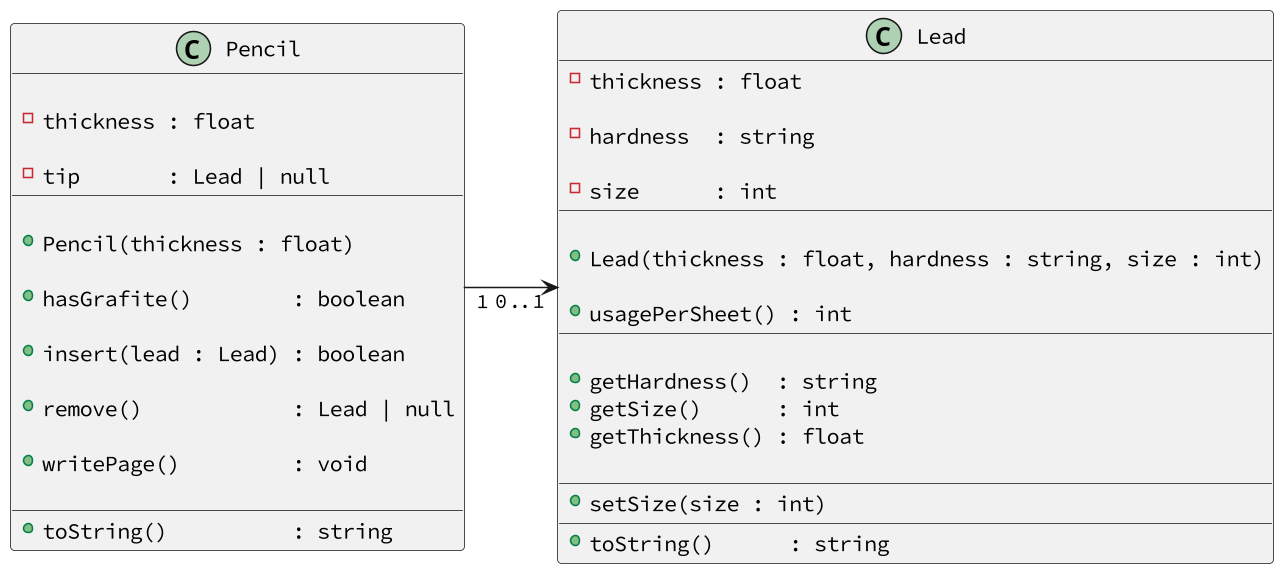 C Pencil
thickness : float
tip : Lead | null
Pencil(thickness : float)
hasGrafite() : boolean
insert(lead : Lead) : boolean
remove() : Lead | null
writePage() : void
toString() : string
1 0..1
C Lead
thickness : float
hardness : string
size : int
Lead(thickness : float, hardness : string, size : int)
usagePerSheet() : int
getHardness() : string
getSize() : int
getThickness() : float
setSize(size : int)
toString() : string